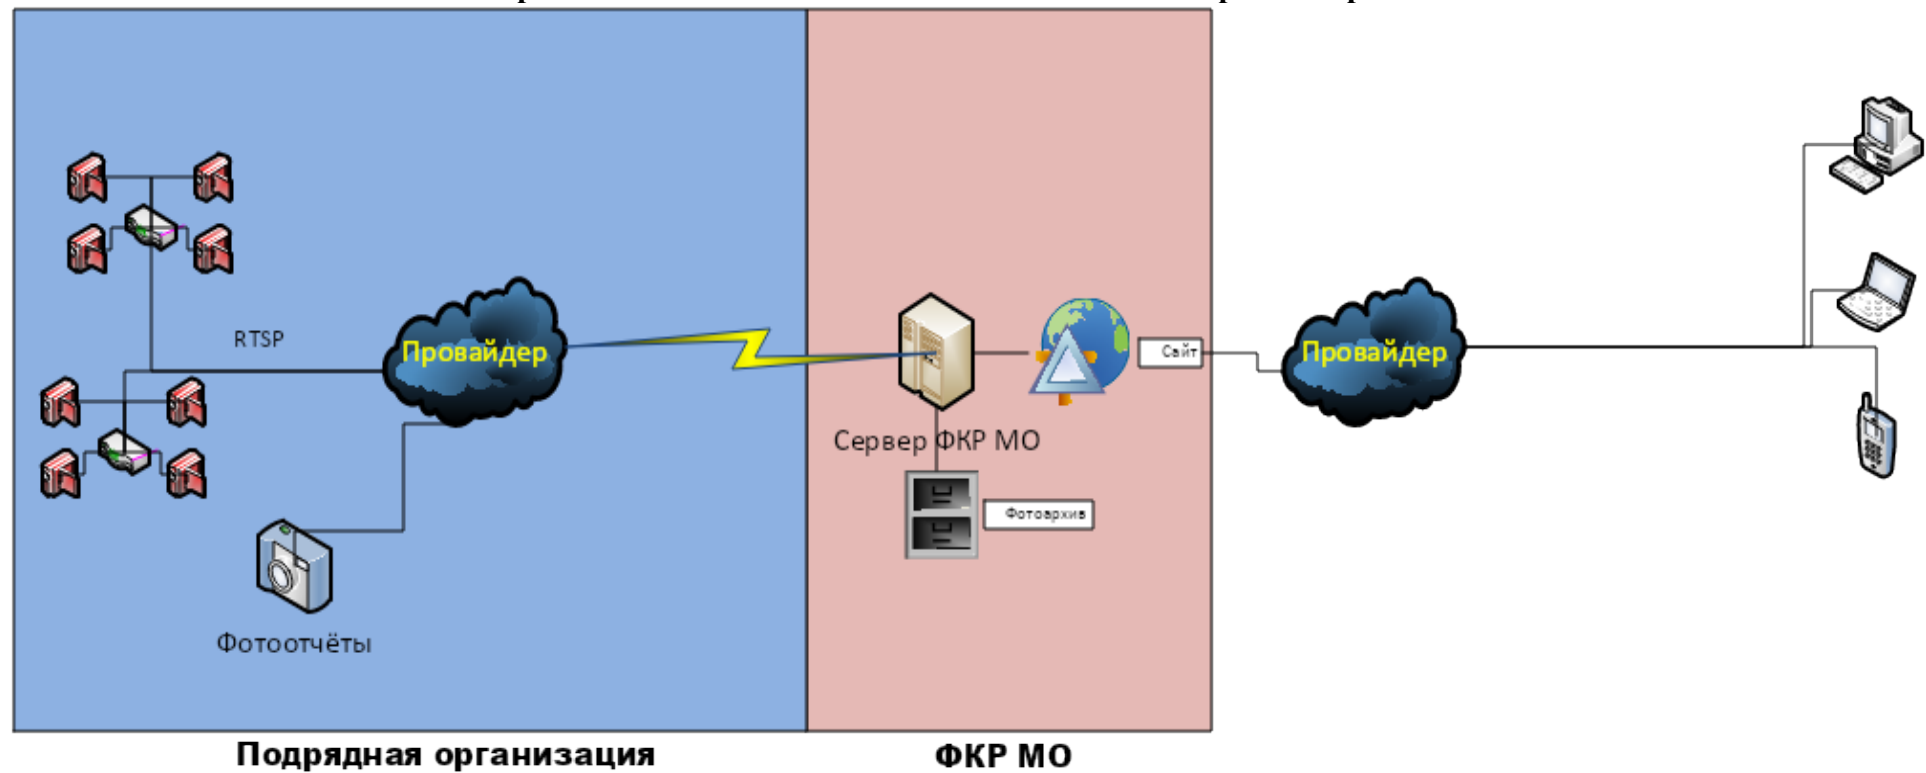 RTSP
Провайдер
Сайт
Провайдер
Сервер ФКР МО
Фотоархив
Фотоотчёты
Подрядная организация
ФКР МО